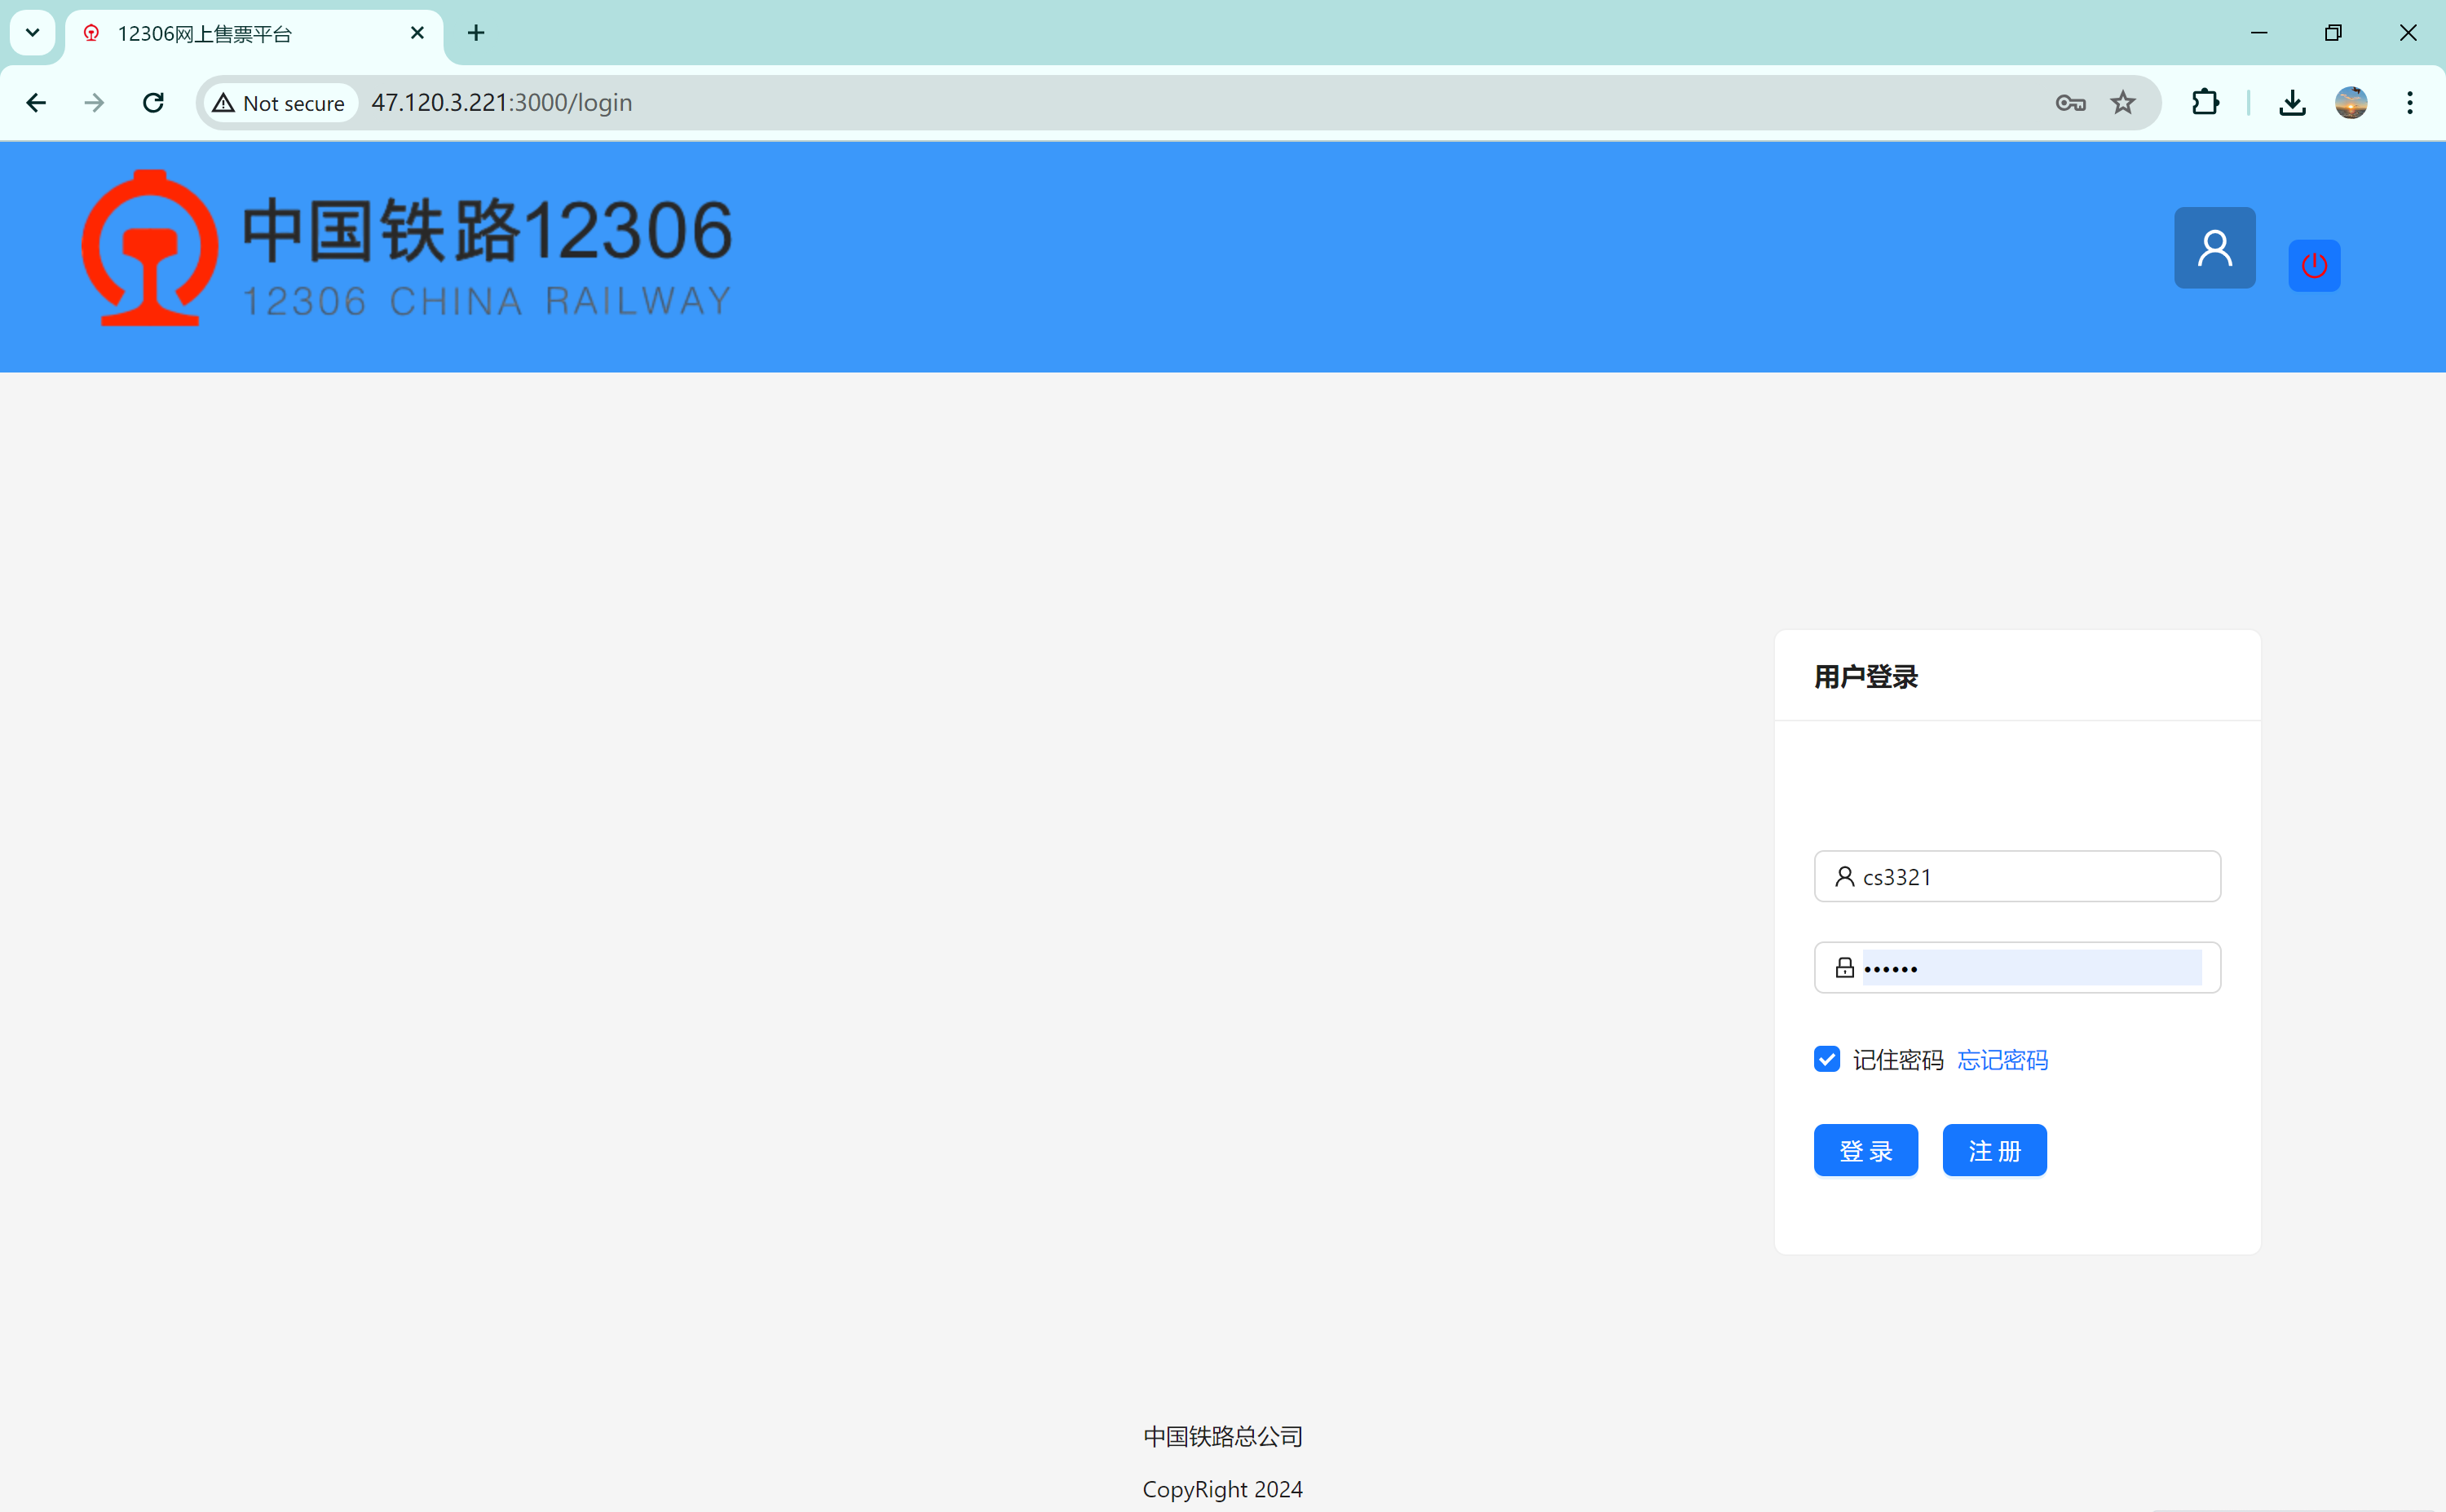 12306网上售票平台
Not secure 47.120.3.221:3000/login
中国铁路12306
12306 CHINA RAILWAY
用户登录
cs3321
••••••
记住密码 忘记密码
登录 注册
中国铁路总公司
CopyRight 2024